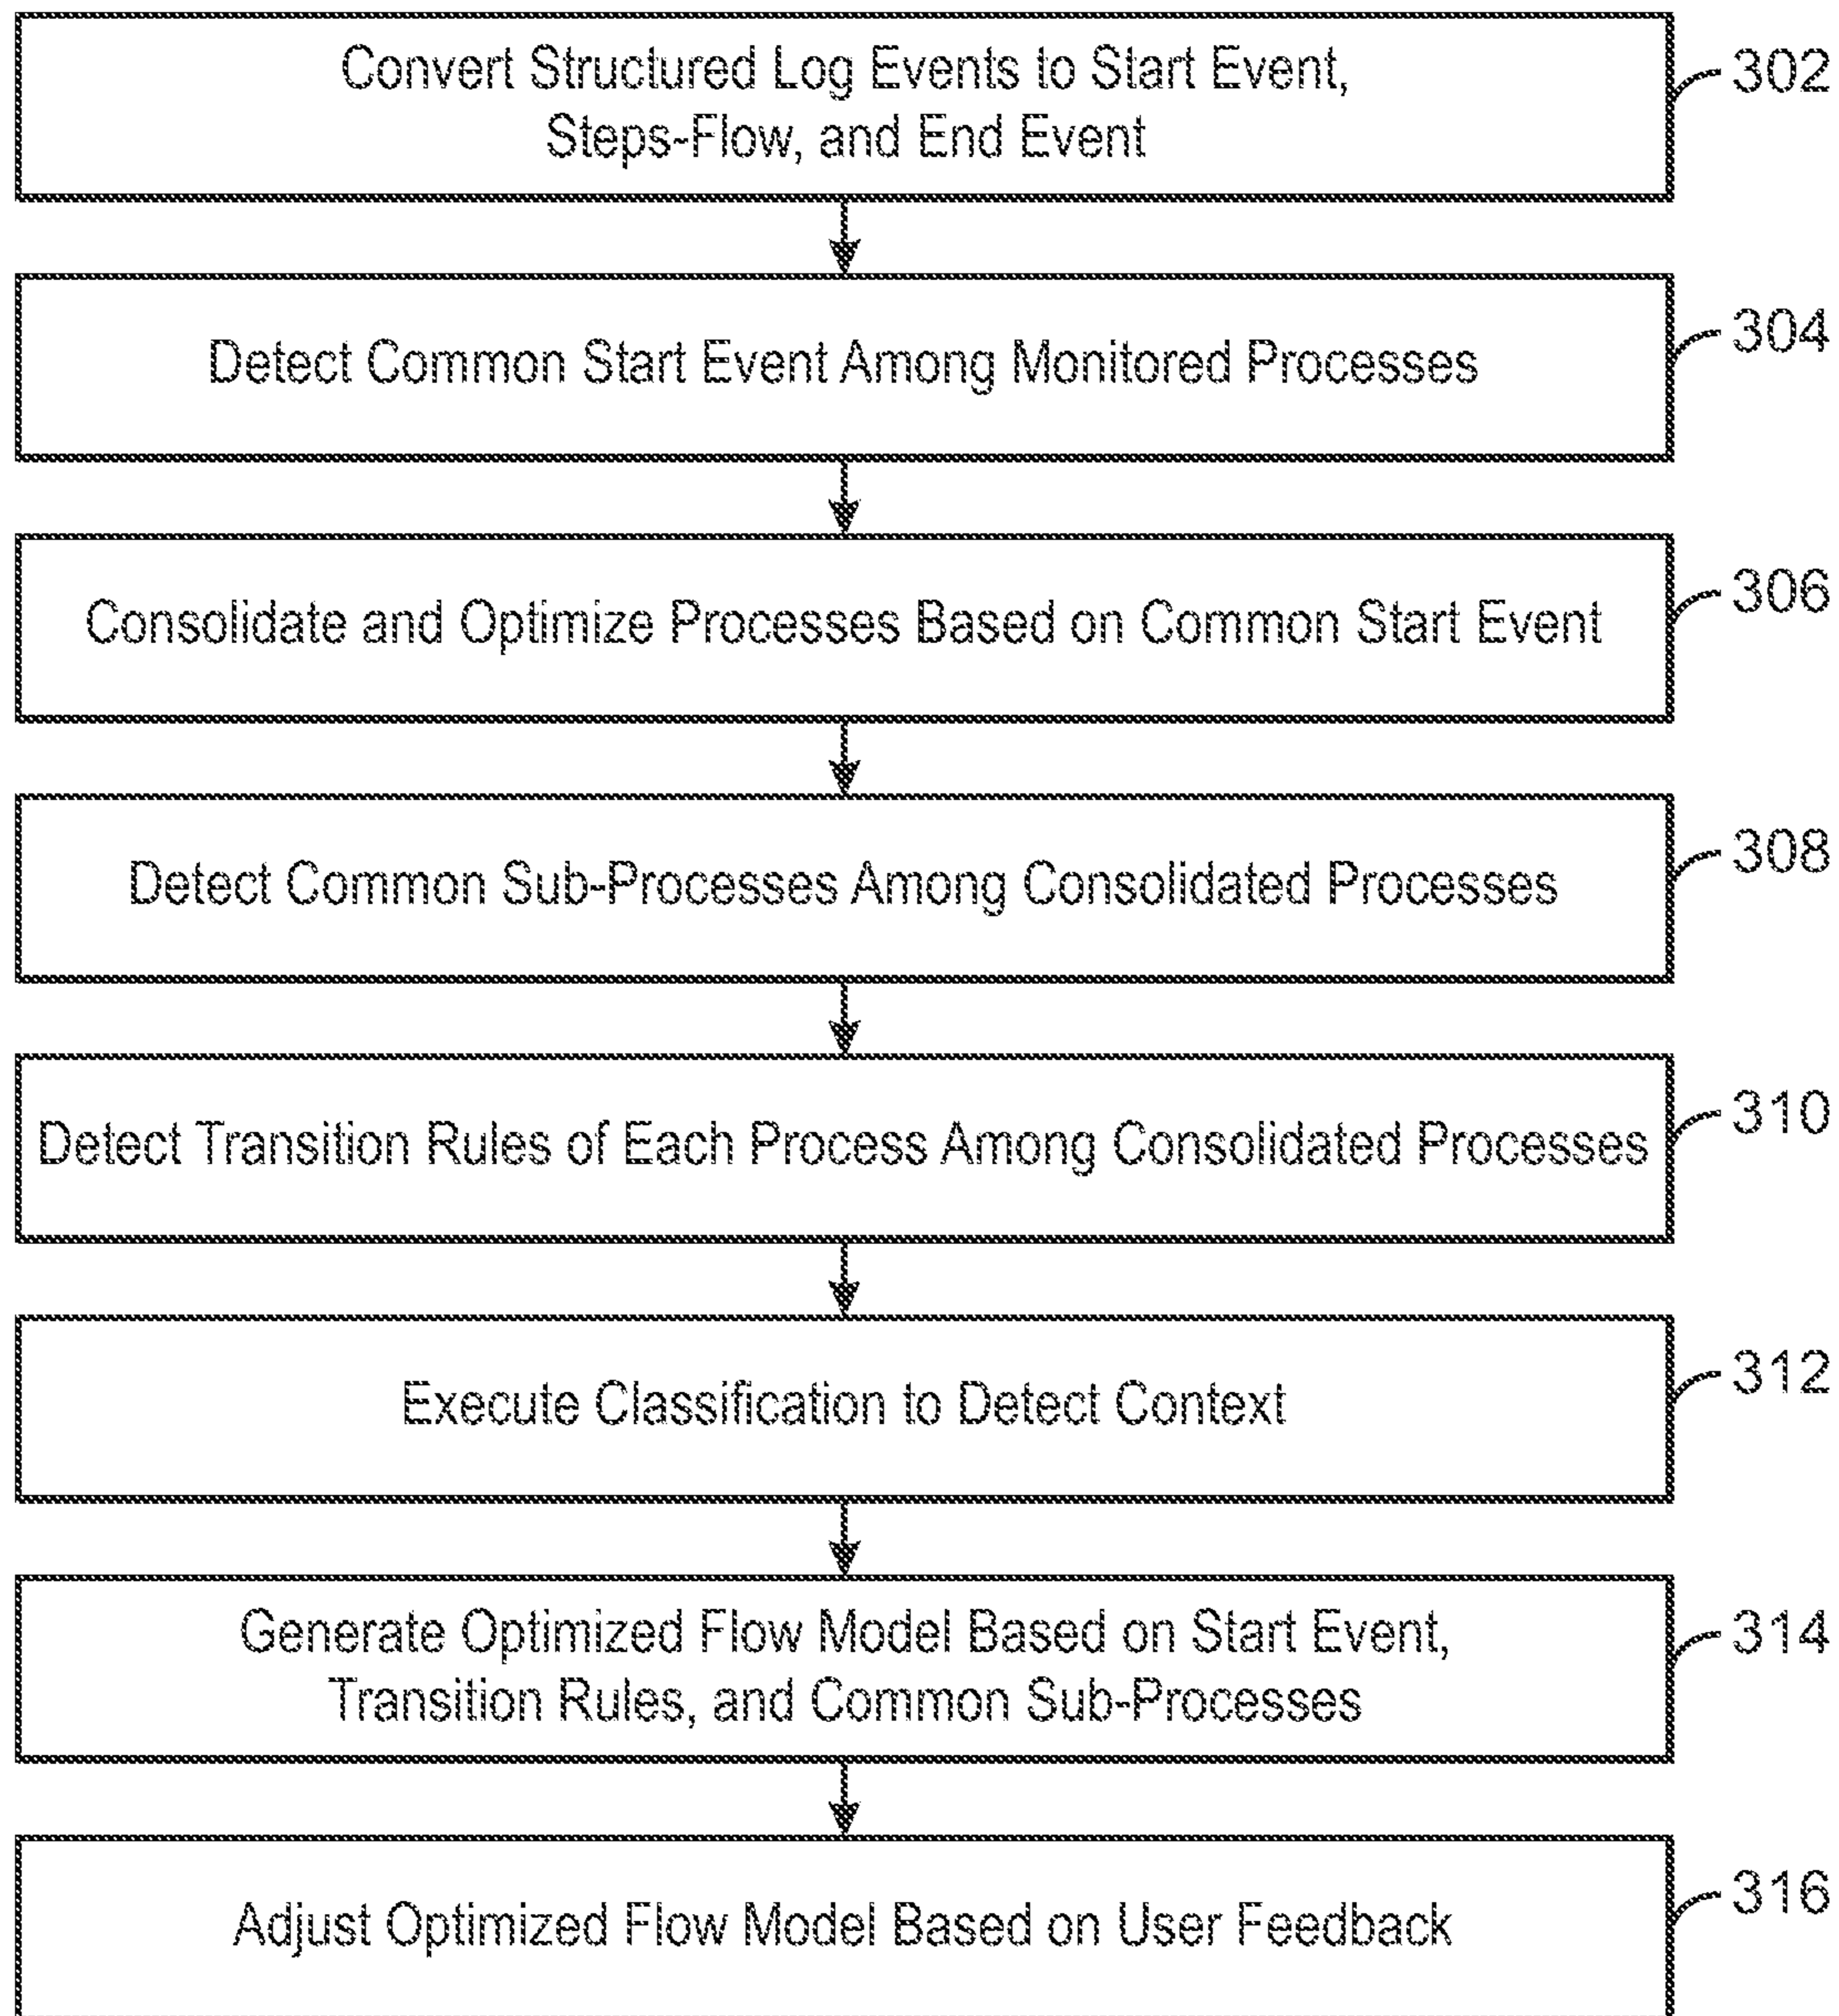 Convert Structured Log Events to Start Event,
Steps-Flow, and End Event
302
Detect Common Start Event Among Monitored Processes
304
Consolidate and Optimize Processes Based on Common Start Event
306
Detect Common Sub-Processes Among Consolidated Processes
308
Detect Transition Rules of Each Process Among Consolidated Processes
310
Execute Classification to Detect Context
312
Generate Optimized Flow Model Based on Start Event,
Transition Rules, and Common Sub-Processes
314
Adjust Optimized Flow Model Based on User Feedback
316